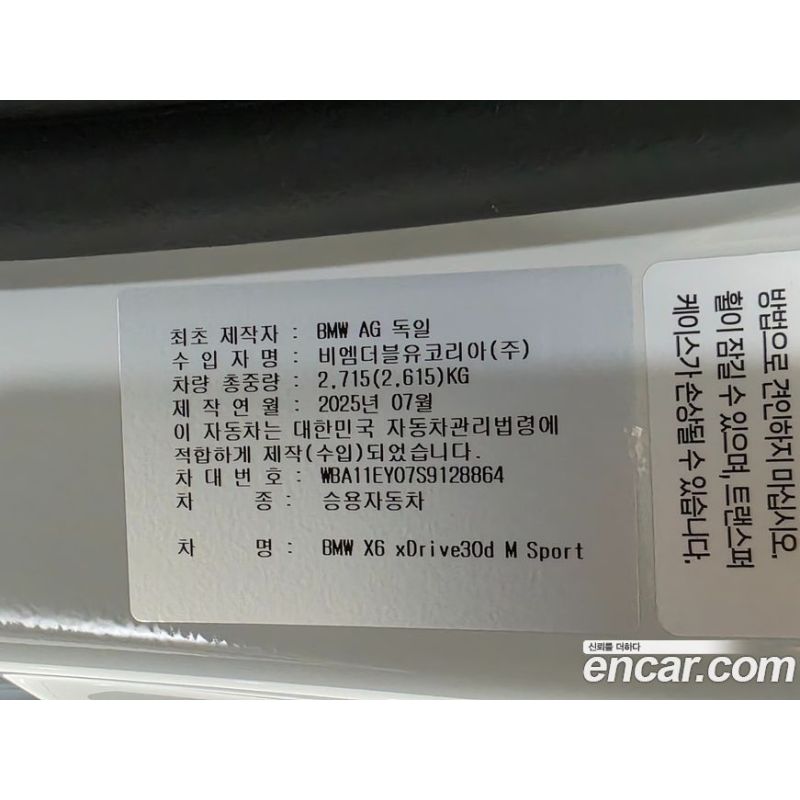 최초 제작자 : BMW AG 독일
수 입 자 명 : 비엠더블유코리아(주)
차량 총중량 : 2,715(2,615)KG
제 작 연 월 : 2025년 07월
이 자동차는 대한민국 자동차관리법령에
적합하게 제작(수입)되었습니다.
차 대 번 호 : WBA11EY07S9128864
차 종 : 승용자동차
차 명 : BMW X6 xDrive30d M Sport
방법으로 견인하지 마십시오.
휠이 잠길 수 있으며, 트랜스퍼
케이스가 손상될 수 있습니다.
신뢰를 더하다
encar.com